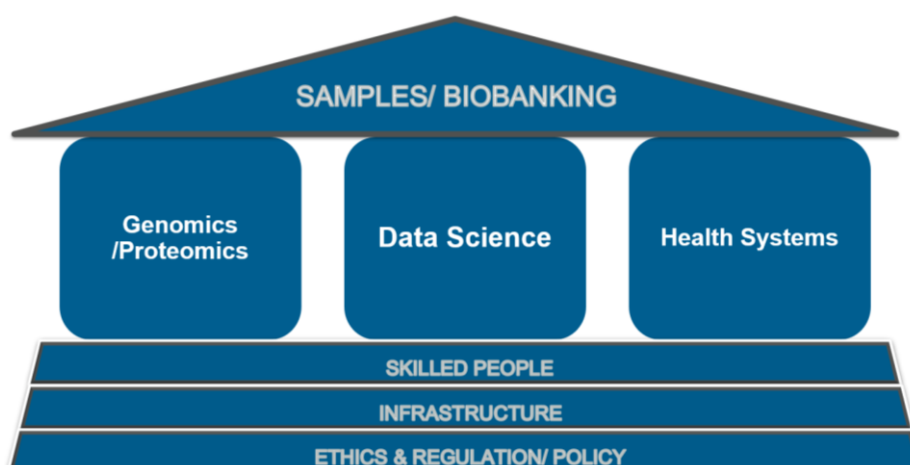 SAMPLES/ BIOBANKING
Genomics
/Proteomics
Data Science
Health Systems
SKILLED PEOPLE
INFRASTRUCTURE
ETHICS & REGULATION/ POLICY